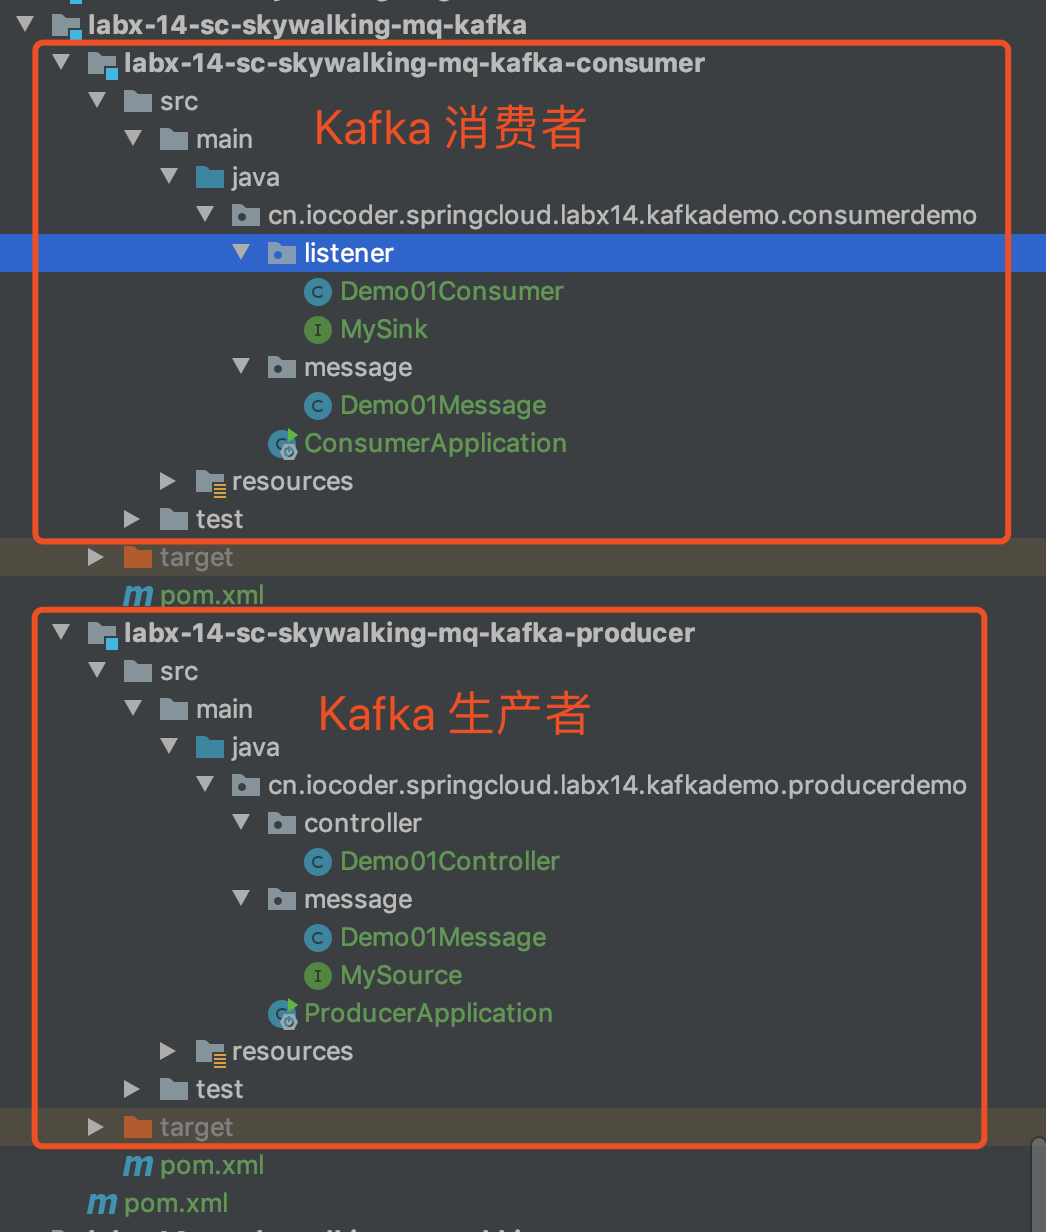 labx-14-sc-skywalking-mq-kafka
labx-14-sc-skywalking-mq-kafka-consumer
src
Kafka 消费者
main
java
cn.iocoder.springcloud.labx14.kafkademo.consumerdemo
listener
Demo01Consumer
MySink
message
Demo01Message
ConsumerApplication
resources
test
target
pom.xml
labx-14-sc-skywalking-mq-kafka-producer
src
main
Kafka 生产者
java
cn.iocoder.springcloud.labx14.kafkademo.producerdemo
controller
Demo01Controller
message
Demo01Message
MySource
ProducerApplication
resources
test
target
pom.xml
pom.xml